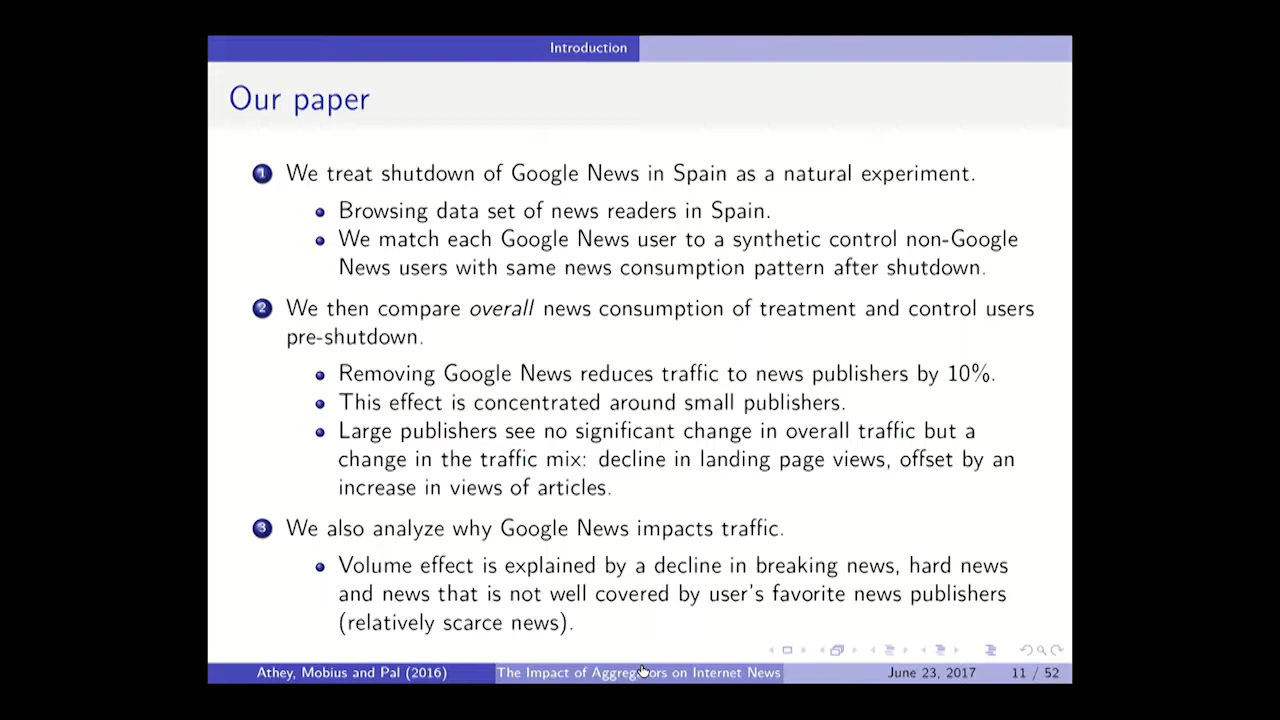 Introduction
Our paper
1 We treat shutdown of Google News in Spain as a natural experiment.
Browsing data set of news readers in Spain.
We match each Google News user to a synthetic control non-Google
News users with same news consumption pattern after shutdown.
2 We then compare overall news consumption of treatment and control users
pre-shutdown.
Removing Google News reduces traffic to news publishers by 10%.
This effect is concentrated around small publishers.
Large publishers see no significant change in overall traffic but a
change in the traffic mix: decline in landing page views, offset by an
increase in views of articles.
3 We also analyze why Google News impacts traffic.
Volume effect is explained by a decline in breaking news, hard news
and news that is not well covered by user's favorite news publishers
(relatively scarce news).
Athey, Mobius and Pal (2016) The Impact of Aggregators on Internet News June 23, 2017 11 / 52